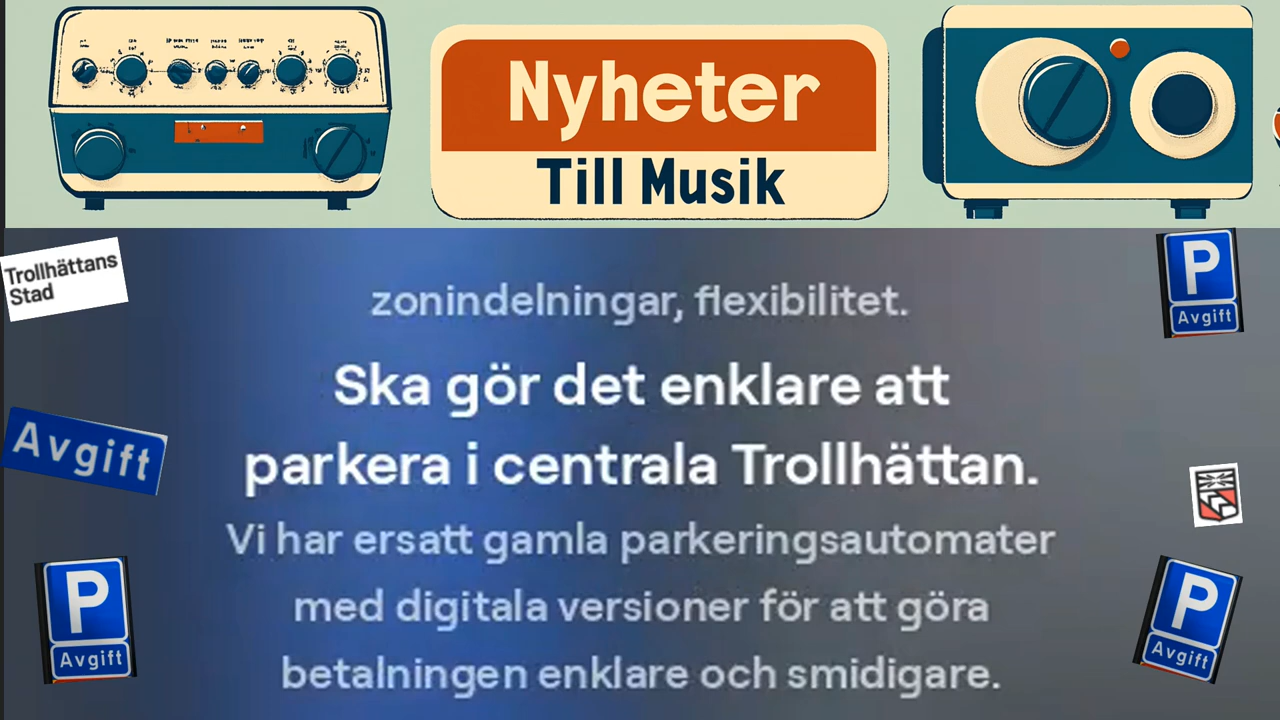 Nyheter
Till Musik
Trollhättans
Stad
P
Avgift
zonindelningar, flexibilitet.
Ska gör det enklare att
parkera i centrala Trollhättan.
Avgift
Vi har ersatt gamla parkeringsautomater
med digitala versioner för att göra
betalningen enklare och smidigare.
P
Avgift
P
Avgift